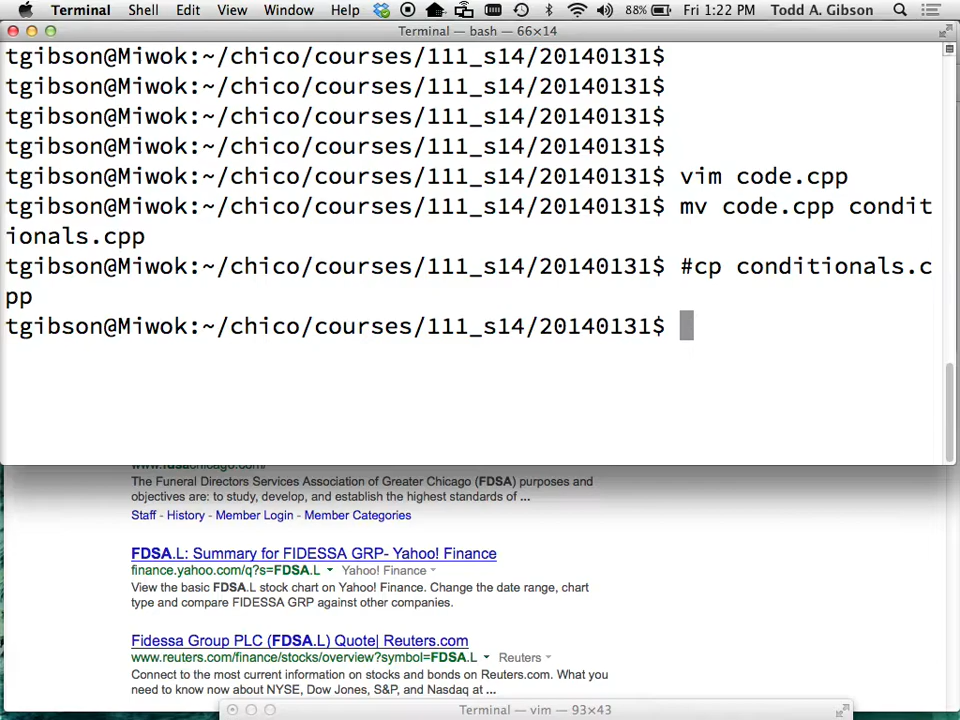 Terminal Shell Edit View Window Help 88% Fri 1:22 PM Todd A. Gibson
Terminal — bash — 66×14
tgibson@Miwok:~/chico/courses/111_s14/20140131$
tgibson@Miwok:~/chico/courses/111_s14/20140131$
tgibson@Miwok:~/chico/courses/111_s14/20140131$
tgibson@Miwok:~/chico/courses/111_s14/20140131$
tgibson@Miwok:~/chico/courses/111_s14/20140131$ vim code.cpp
tgibson@Miwok:~/chico/courses/111_s14/20140131$ mv code.cpp condit
ionals.cpp
tgibson@Miwok:~/chico/courses/111_s14/20140131$ #cp conditionals.c
pp
tgibson@Miwok:~/chico/courses/111_s14/20140131$
www.fdsachicago.com/
The Funeral Directors Services Association of Greater Chicago (FDSA) purposes and
objectives are: to study, develop, and establish the highest standards of ...
Staff - History - Member Login - Member Categories
FDSA.L: Summary for FIDESSA GRP- Yahoo! Finance
finance.yahoo.com/q?s=FDSA.L Yahoo! Finance
View the basic FDSA.L stock chart on Yahoo! Finance. Change the date range, chart
type and compare FIDESSA GRP against other companies.
Fidessa Group PLC (FDSA.L) Quote| Reuters.com
www.reuters.com/finance/stocks/overview?symbol=FDSA.L Reuters
Connect to the most current information on stocks and bonds on Reuters.com. Home you
need to know now about NYSE, Dow Jones, S&P, and Nasdaq at ...
Terminal — vim — 93×43